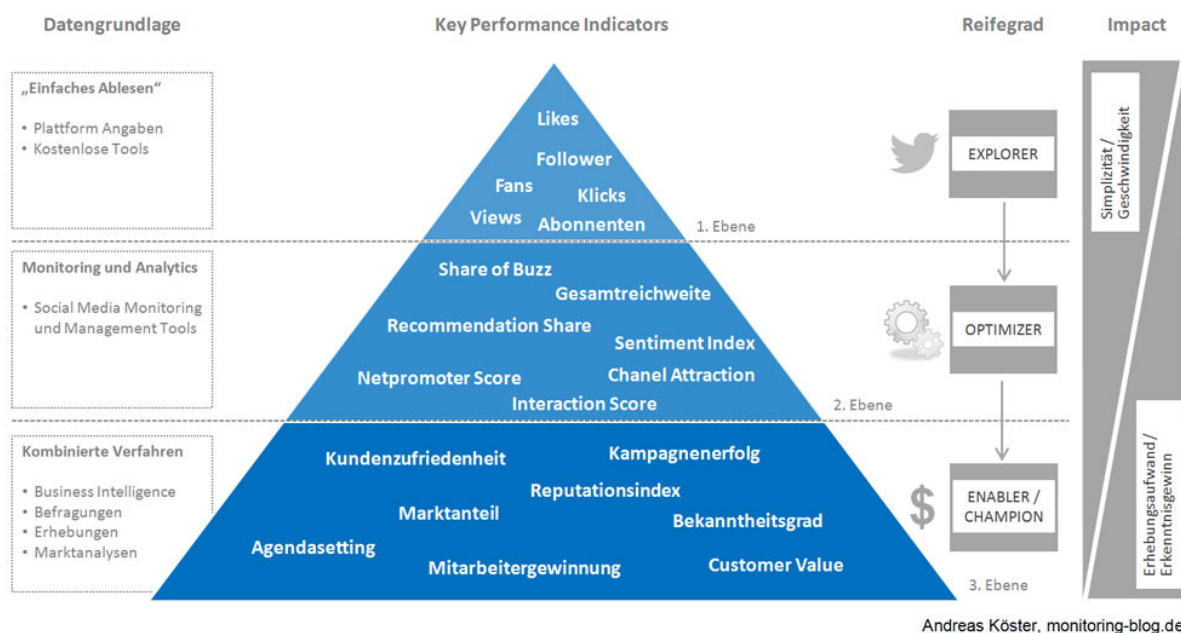 Datengrundlage
Key Performance Indicators
Reifegrad
Impact
„Einfaches Ablesen“
• Plattform Angaben
• Kostenlose Tools
Likes
Follower
Fans
Klicks
Views
Abonnenten
1. Ebene
EXPLORER
Simplizität/
Geschwindigkeit
Monitoring und Analytics
• Social Media Monitoring
und Management Tools
Share of Buzz
Gesamtreichweite
Recommendation Share
Sentiment Index
Netpromoter Score
Chanel Attraction
Interaction Score
2. Ebene
OPTIMIZER
Kombinierte Verfahren
• Business Intelligence
• Befragungen
• Erhebungen
• Marktanalysen
Kundenzufriedenheit
Kampagnenerfolg
Reputationsindex
Marktanteil
Bekanntheitsgrad
Agendasetting
Mitarbeitergewinnung
Customer Value
3. Ebene
$
ENABLER /
CHAMPION
Erhebungsaufwand/
Erkenntnisgewinn
Andreas Köster, monitoring-blog.de